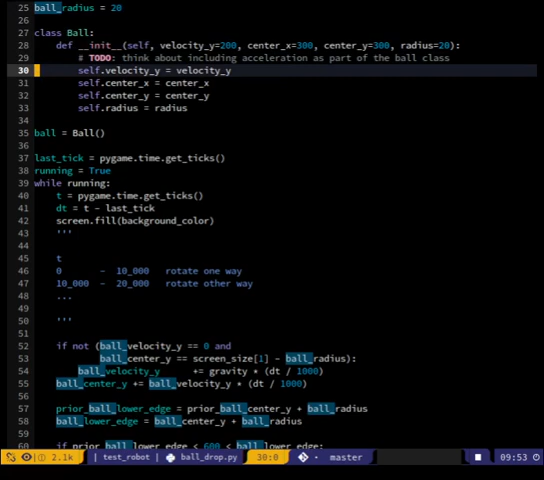 25 ball_radius = 20
26
27 class Ball:
28 def __init__(self, velocity_y=200, center_x=300, center_y=300, radius=20):
29 # TODO: think about including acceleration as part of the ball class
30 self.velocity_y = velocity_y
31 self.center_x = center_x
32 self.center_y = center_y
33 self.radius = radius
34
35 ball = Ball()
36
37 last_tick = pygame.time.get_ticks()
38 running = True
39 while running:
40 t = pygame.time.get_ticks()
41 dt = t - last_tick
42 screen.fill(background_color)
43 '''
44
45 t
46 0 - 10_000 rotate one way
47 10_000 - 20_000 rotate other way
48 ...
49
50 '''
51
52 if not (ball_velocity_y == 0 and
53 ball_center_y == screen_size[1] - ball_radius):
54 ball_velocity_y += gravity * (dt / 1000)
55 ball_center_y += ball_velocity_y * (dt / 1000)
56
57 prior_ball_lower_edge = prior_ball_center_y + ball_radius
58 ball_lower_edge = ball_center_y + ball_radius
59
60 if prior_ball_lower_edge < 600 < ball_lower_edge:
2.1k | test_robot | ball_drop.py 30:0 master 09:53